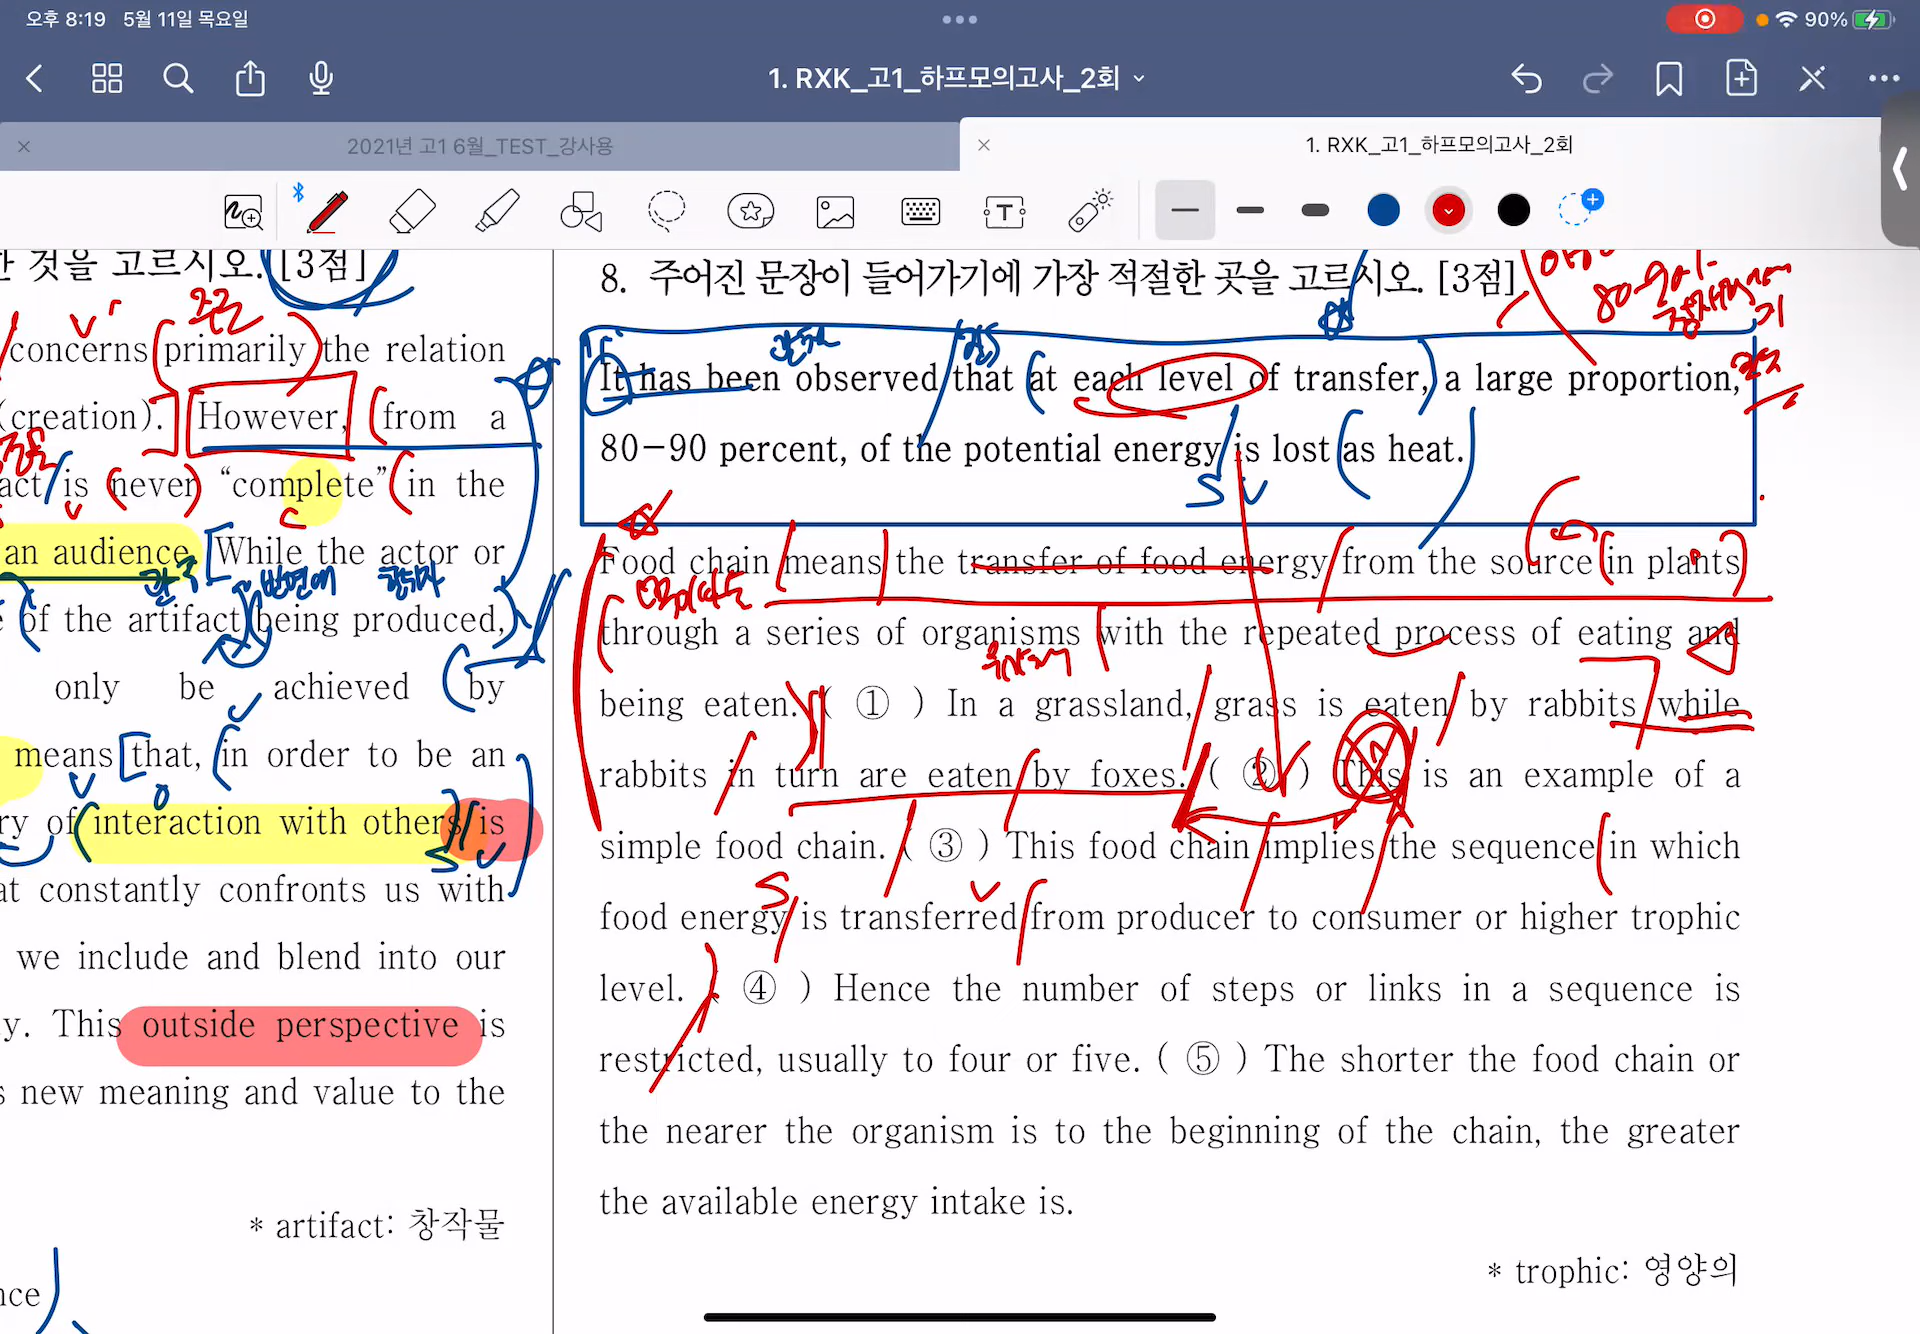 오후 8:19 5월 11일 목요일
90%
1. RXK_고1_하프모의고사_2회
2021년 고1 6월_TEST_강사용
1. RXK_고1_하프모의고사_2회
한 것을 고르시오. [3점]
concerns primarily the relation
(creation). However, from a
act is never “complete” in the
an audience. While the actor or
of the artifact being produced,
only be achieved by
means that, in order to be an
ry of interaction with others is
at constantly confronts us with
we include and blend into our
y. This outside perspective is
s new meaning and value to the
* artifact: 창작물
nce
8. 주어진 문장이 들어가기에 가장 적절한 곳을 고르시오. [3점]
It has been observed that at each level of transfer, a large proportion,
80-90 percent, of the potential energy is lost as heat.
S V
Food chain means the transfer of food energy from the source in plants
through a series of organisms with the repeated process of eating and
being eaten. ( ① ) In a grassland, grass is eaten by rabbits while
rabbits in turn are eaten by foxes. ( ② ) This is an example of a
simple food chain. ( ③ ) This food chain implies the sequence in which
S V
food energy is transferred from producer to consumer or higher trophic
level. ( ④ ) Hence the number of steps or links in a sequence is
restricted, usually to four or five. ( ⑤ ) The shorter the food chain or
the nearer the organism is to the beginning of the chain, the greater
the available energy intake is.
* trophic: 영양의